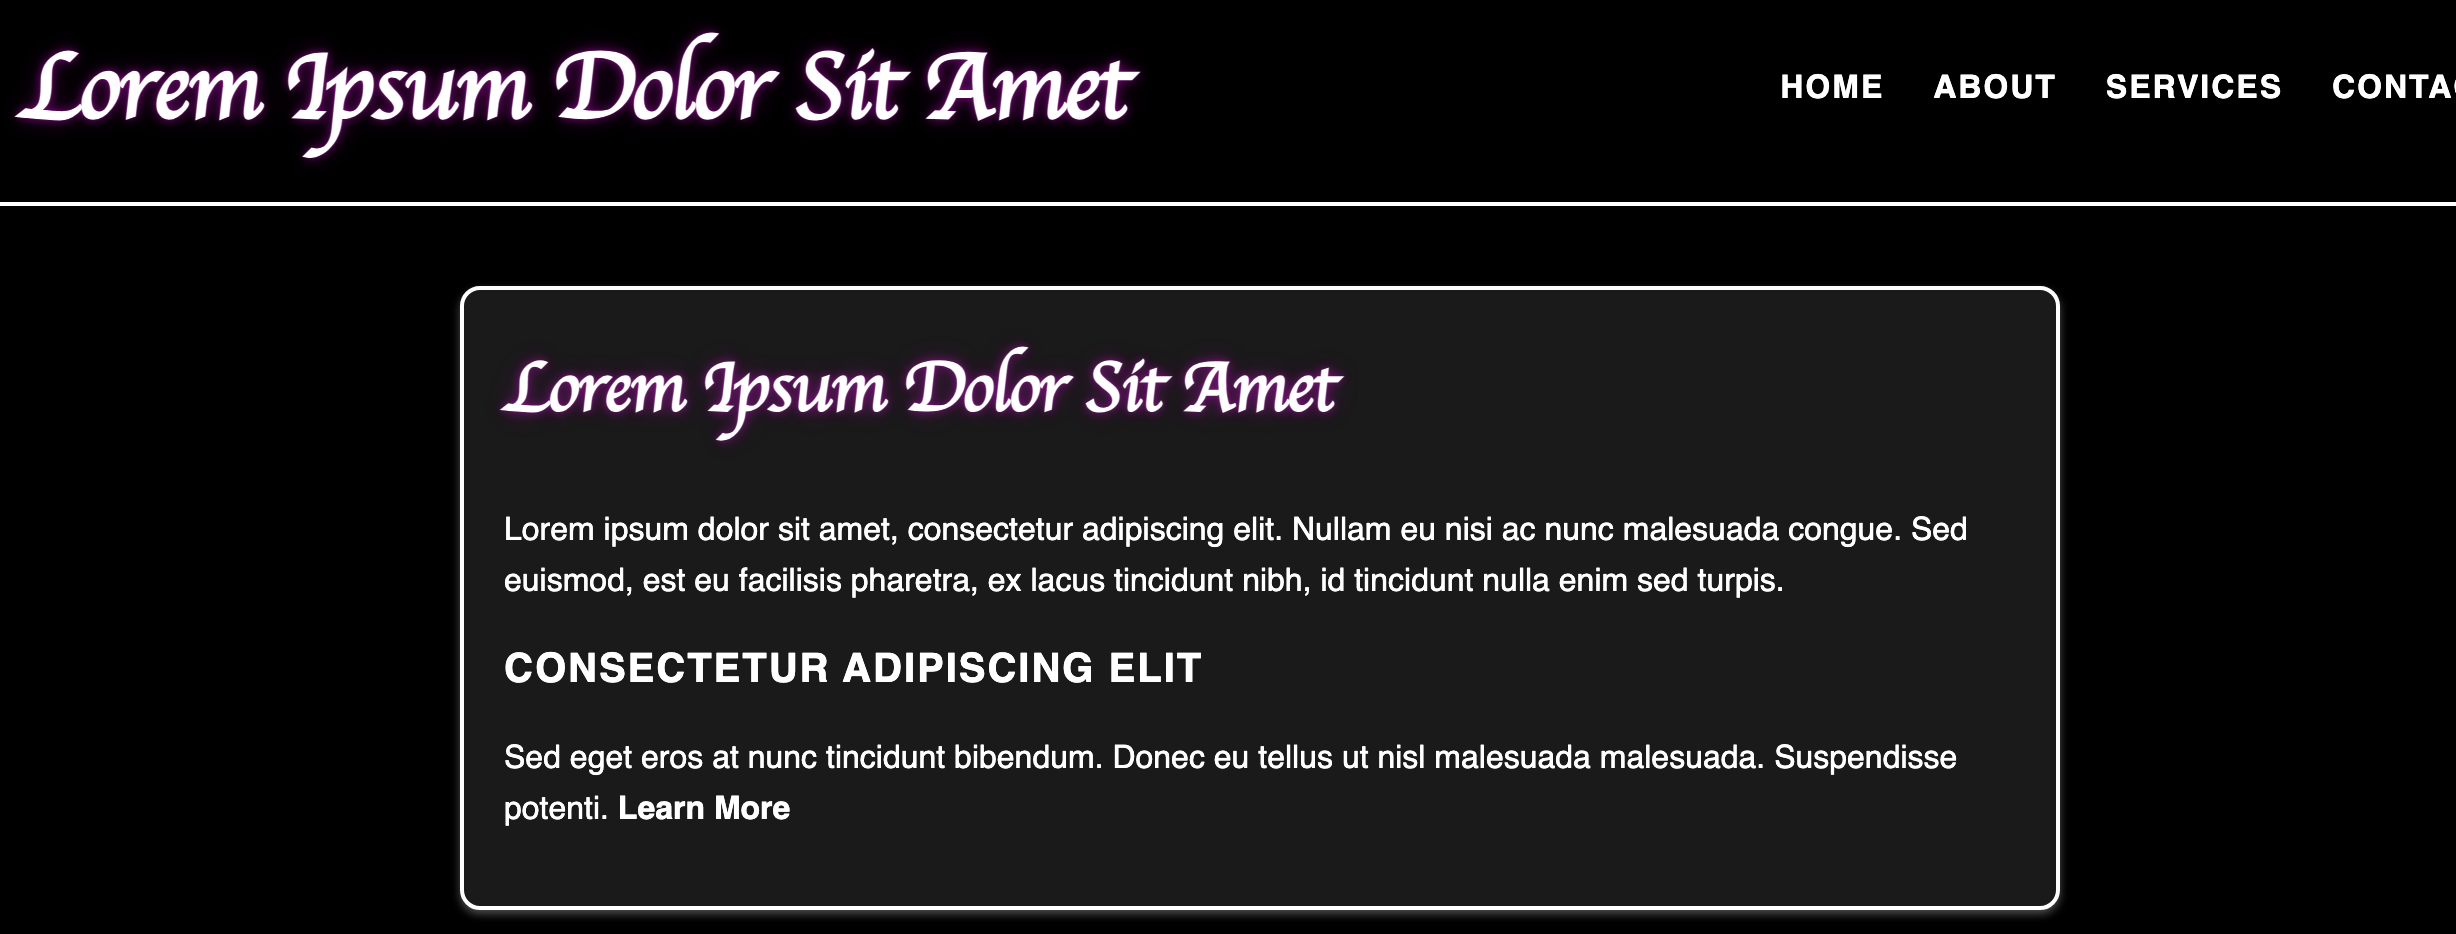 Lorem Ipsum Dolor Sit Amet
HOME ABOUT SERVICES
Lorem Ipsum Dolor Sit Amet
Lorem ipsum dolor sit amet, consectetur adipiscing elit. Nullam eu nisi ac nunc malesuada congue. Sed
euismod, est eu facilisis pharetra, ex lacus tincidunt nibh, id tincidunt nulla enim sed turpis.
CONSECTETUR ADIPISCING ELIT
Sed eget eros at nunc tincidunt bibendum. Donec eu tellus ut nisl malesuada malesuada. Suspendisse
potenti. Learn More